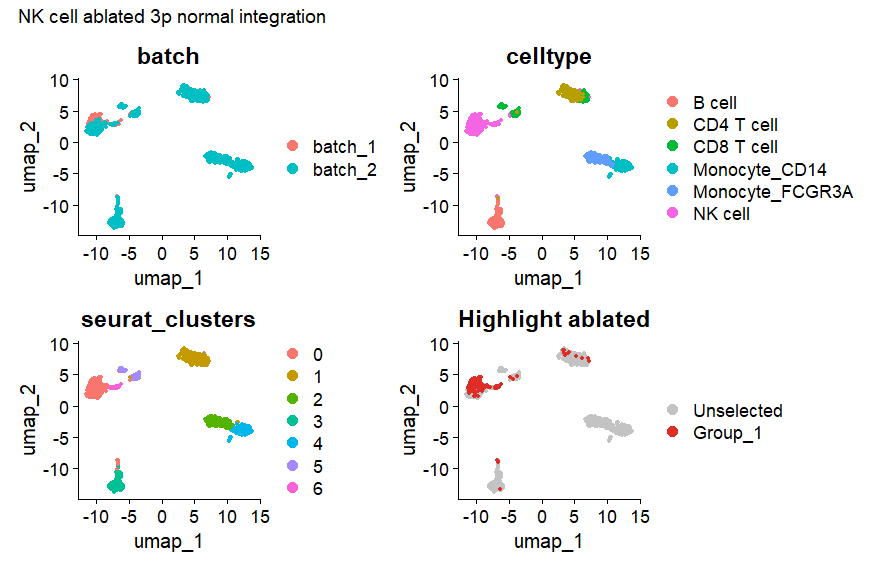 NK cell ablated 3p normal integration
batch
10
5
0
-5
-10
umap_2
-10 -5 0 5 10 15
umap_1
batch_1
batch_2
celltype
10
5
0
-5
-10
umap_2
-10 -5 0 5 10 15
umap_1
B cell
CD4 T cell
CD8 T cell
Monocyte_CD14
Monocyte_FCGR3A
NK cell
seurat_clusters
10
5
0
-5
-10
umap_2
-10 -5 0 5 10 15
umap_1
0
1
2
3
4
5
6
Highlight ablated
10
5
0
-5
-10
umap_2
-10 -5 0 5 10 15
umap_1
Unselected
Group_1